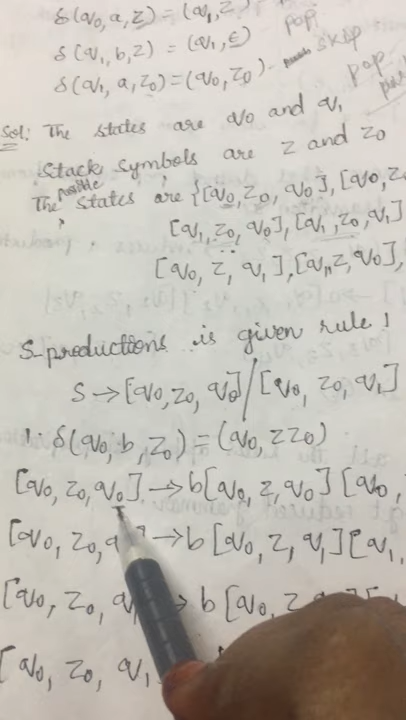 δ(q0, a, z) = (q1, z)
δ(q1, b, z) = (q1, ε) pop
δ(q1, a, z0) = (q0, z0) skip
pop
Sol: The states are q0 and q1
Stack symbols are z and z0
The possible states are {[q0, z0, q0], [q0, z0
[q1, z0, q0], [q1, z0, q1]
[q0, z, q1], [q1, z, q0],
S-productions is given rule 1
S → [q0, z0, q0] / [q0, z0, q1]
1. δ(q0, b, z0) = (q0, zz0)
[q0, z0, q0] → b[q0, z, q0] [q0,
[q0, z0, q → b[q0, z, q1] [q1,
[q0, z0, q → b[q0, z
[q0, z0, q1